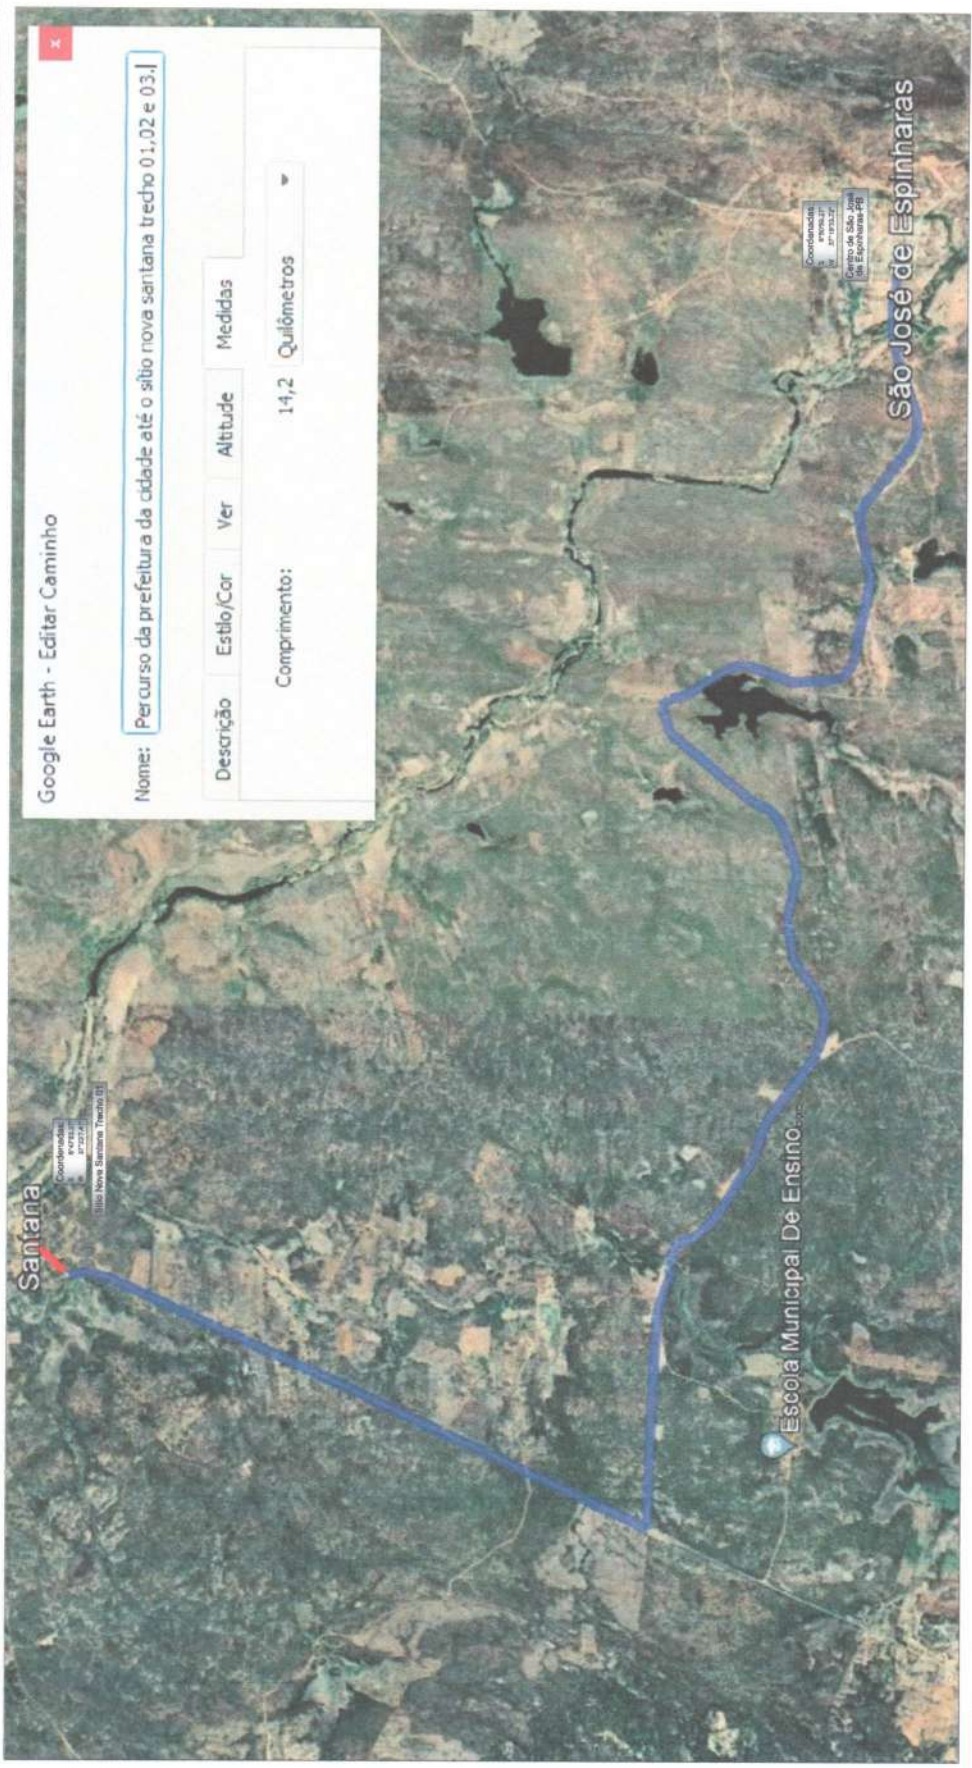 Google Earth - Editar Caminho
x
Nome: Percurso da prefeitura da cidade até o sítio nova santana trecho 01,02 e 03.
Descrição Estilo/Cor Ver Altitude Medidas
Comprimento: 14,2 Quilômetros
Santana
Coordenadas
Sítio Nova Santana Trecho 01
Escola Municipal De Ensino...
Coordenadas
Centro de São José
de Espinharas-PB
São José de Espinharas